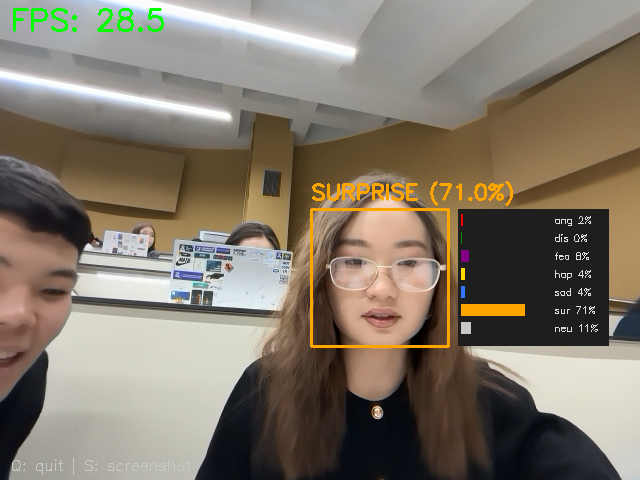 FPS: 28.5
SURPRISE (71.0%)
ang 2%
dis 0%
fea 8%
hap 4%
sad 4%
sur 71%
neu 11%
Q: quit | S: screenshot